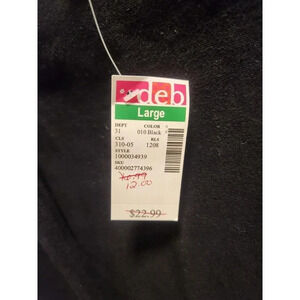 deb
Large
DEPT COLOR
31 010 Black
CLS RLS
310-05 1208
STYLE
1000034939
SKU
400002774396
12.00
$22.99